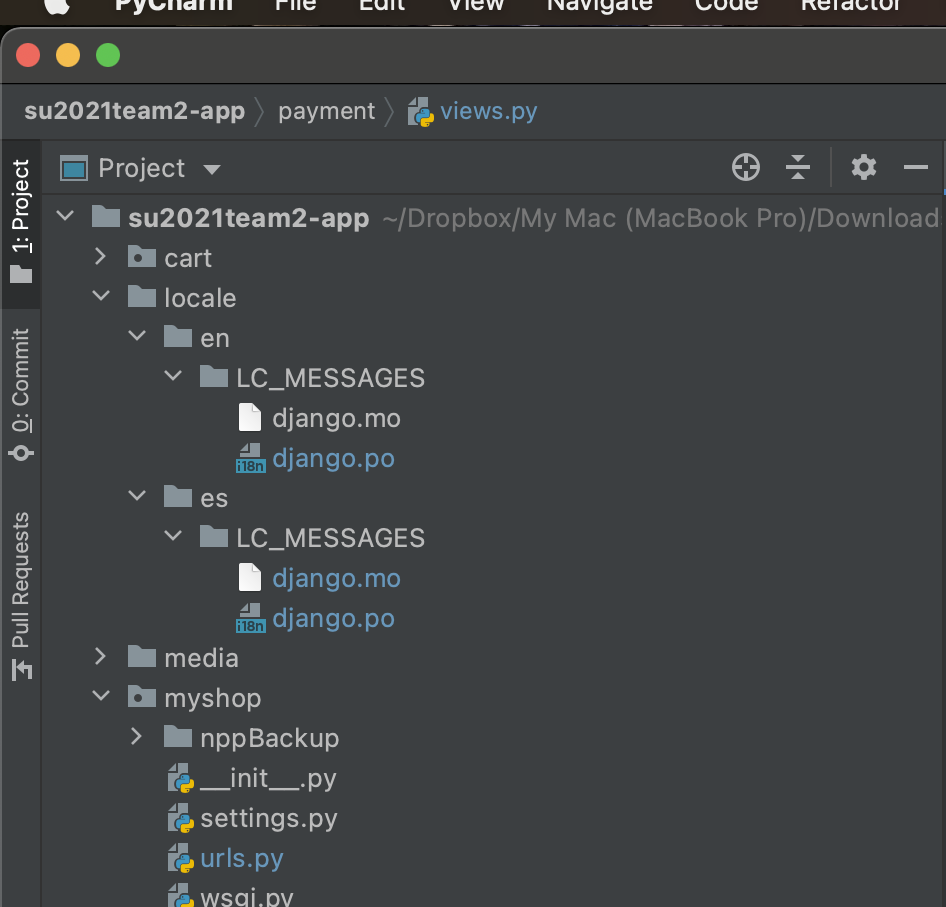 PyCharm File Edit View Navigate Code Refactor
su2021team2-app payment views.py
Project
1: Project
0: Commit
Pull Requests
su2021team2-app ~/Dropbox/My Mac (MacBook Pro)/Download
cart
locale
en
LC_MESSAGES
django.mo
i18n django.po
es
LC_MESSAGES
django.mo
i18n django.po
media
myshop
nppBackup
__init__.py
settings.py
urls.py
wsgi.py